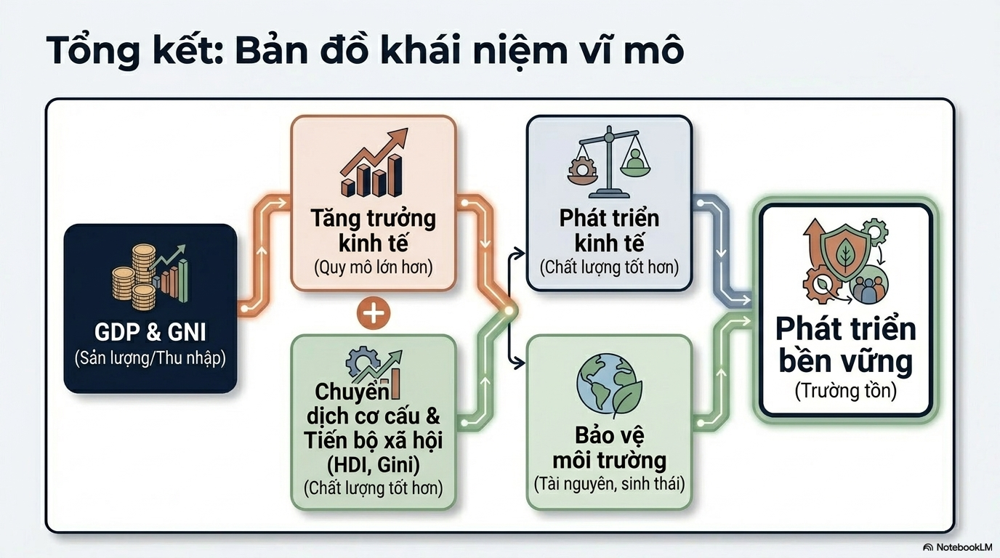 Tổng kết: Bản đồ khái niệm vĩ mô
GDP & GNI
(Sản lượng/Thu nhập)
Tăng trưởng
kinh tế
(Quy mô lớn hơn)
Chuyển
dịch cơ cấu &
Tiến bộ xã hội
(HDI, Gini)
(Chất lượng tốt hơn)
Phát triển
kinh tế
(Chất lượng tốt hơn)
Bảo vệ
môi trường
(Tài nguyên, sinh thái)
Phát triển
bền vững
(Trường tồn)
NotebookLM